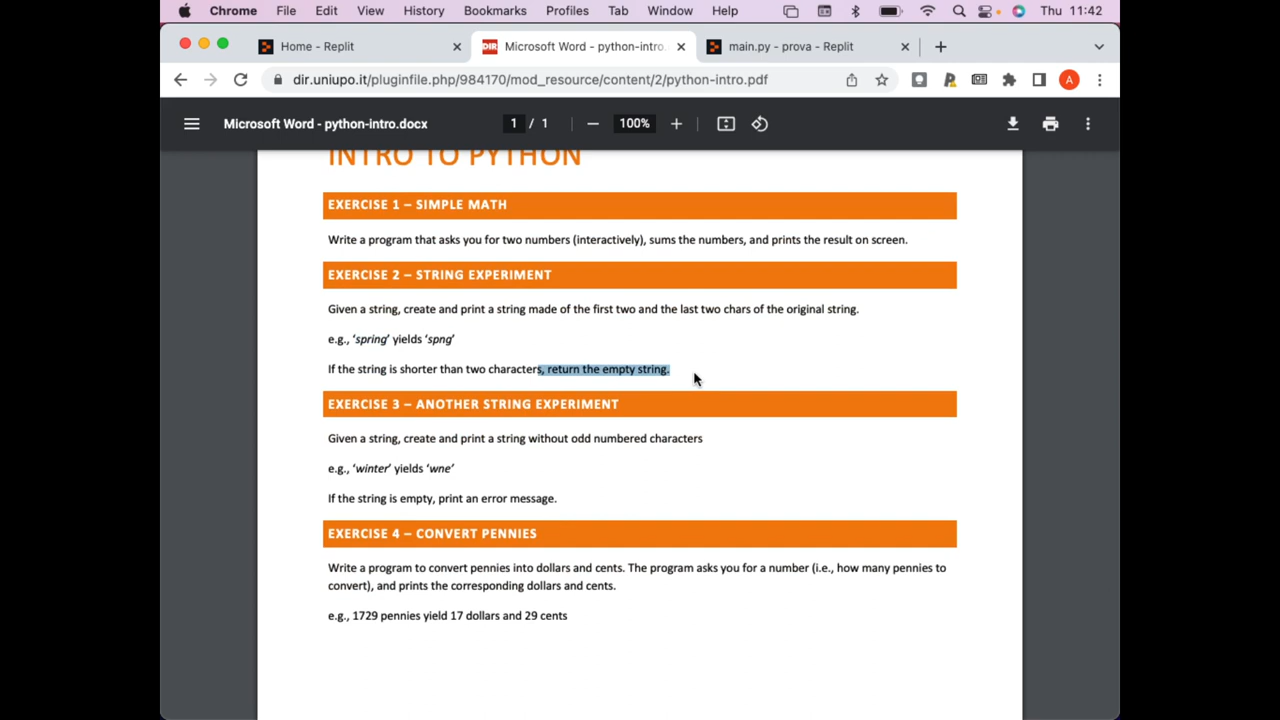 Chrome File Edit View History Bookmarks Profiles Tab Window Help Thu 11:42
Home - Replit DIR Microsoft Word - python-intro. main.py - prova - Replit
dir.uniupo.it/pluginfile.php/984170/mod_resource/content/2/python-intro.pdf A
Microsoft Word - python-intro.docx 1 / 1 100%
INTRO TO PYTHON
EXERCISE 1 – SIMPLE MATH
Write a program that asks you for two numbers (interactively), sums the numbers, and prints the result on screen.
EXERCISE 2 – STRING EXPERIMENT
Given a string, create and print a string made of the first two and the last two chars of the original string.
e.g., ‘spring’ yields ‘spng’
If the string is shorter than two characters, return the empty string.
EXERCISE 3 – ANOTHER STRING EXPERIMENT
Given a string, create and print a string without odd numbered characters
e.g., ‘winter’ yields ‘wne’
If the string is empty, print an error message.
EXERCISE 4 – CONVERT PENNIES
Write a program to convert pennies into dollars and cents. The program asks you for a number (i.e., how many pennies to
convert), and prints the corresponding dollars and cents.
e.g., 1729 pennies yield 17 dollars and 29 cents